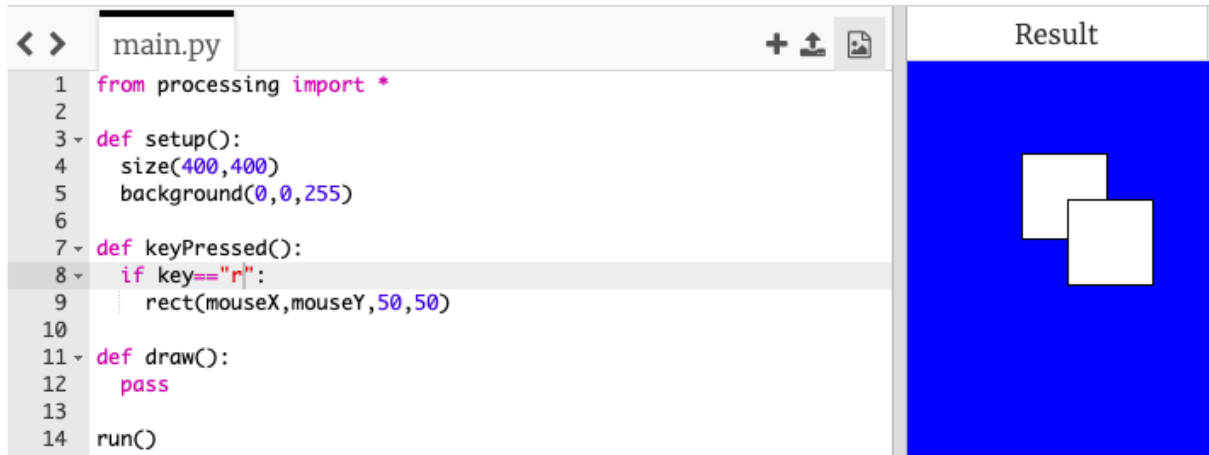 main.py
Result
1 from processing import *
2
3 def setup():
4   size(400,400)
5   background(0,0,255)
6
7 def keyPressed():
8   if key=="r":
9     rect(mouseX,mouseY,50,50)
10
11 def draw():
12   pass
13
14 run()